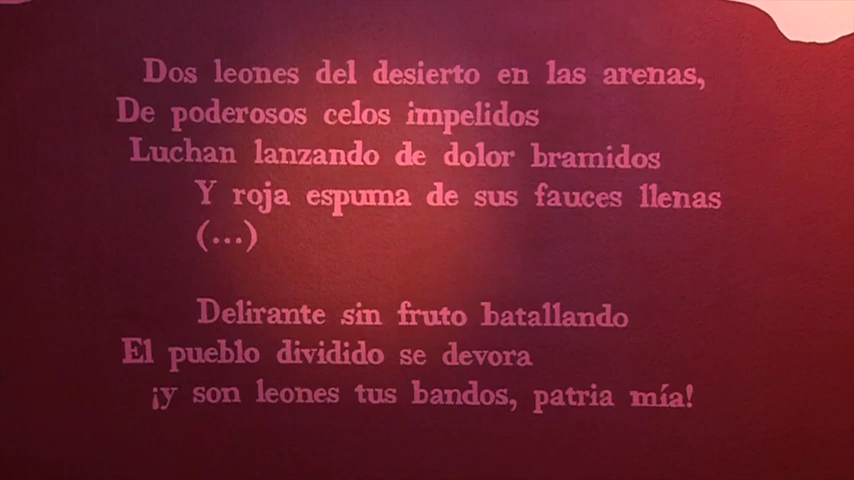 Dos leones del desierto en las arenas,
De poderosos celos impelidos
Luchan lanzando de dolor bramidos
Y roja espuma de sus fauces llenas
(...)
Delirante sin fruto batallando
El pueblo dividido se devora
¡y son leones tus bandos, patria mía!